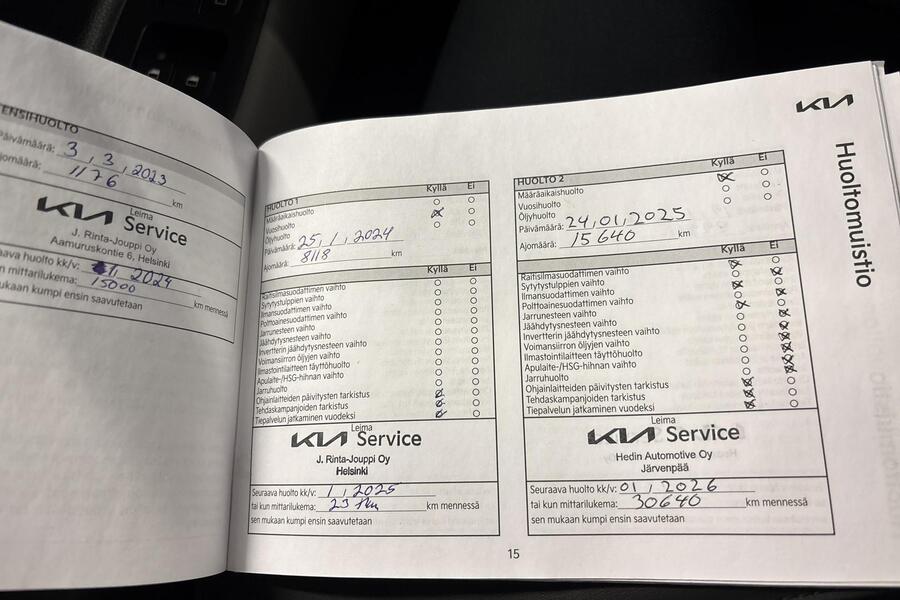 ENSIHUOLTO
Päivämäärä: 3, 3, 2023
Ajomäärä: 1176 km
Leima
KIA Service
J. Rinta-Jouppi Oy
Aamuruskontie 6, Helsinki
huolto kk/v: 2024
mittarilukema: 15000 km mennessä
mukaan kumpi ensin saavutetaan
HUOLTO 1 Kyllä Ei
Määräaikaishuolto
Vuosihuolto
Öljyhuolto
Päivämäärä: 25, 1, 2024
Ajomäärä: 8118 km
Kyllä Ei
Raitisilmasuodattimen vaihto
Sytytystulppien vaihto
Ilmansuodattimen vaihto
Polttoainesuodattimen vaihto
Jarrunesteen vaihto
Jäähdytysnesteen vaihto
Invertterin jäähdytysnesteen vaihto
Voimansiirron öljyjen vaihto
Ilmastointilaitteen täyttöhuolto
Apulaite-/HSG-hihnan vaihto
Jarruhuolto
Ohjainlaitteiden päivitysten tarkistus
Tehdaskampanjoiden tarkistus
Tiepalvelun jatkaminen vuodeksi
Leima
KIA Service
J. Rinta-Jouppi Oy
Helsinki
Seuraava huolto kk/v: 1, 2025
tai kun mittarilukema: 23 km mennessä
sen mukaan kumpi ensin saavutetaan
HUOLTO 2 Kyllä Ei
Määräaikaishuolto
Vuosihuolto
Öljyhuolto
Päivämäärä: 24,01,2025
Ajomäärä: 15640 km
Kyllä Ei
Raitisilmasuodattimen vaihto
Sytytystulppien vaihto
Ilmansuodattimen vaihto
Polttoainesuodattimen vaihto
Jarrunesteen vaihto
Jäähdytysnesteen vaihto
Invertterin jäähdytysnesteen vaihto
Voimansiirron öljyjen vaihto
Ilmastointilaitteen täyttöhuolto
Apulaite-/HSG-hihnan vaihto
Jarruhuolto
Ohjainlaitteiden päivitysten tarkistus
Tehdaskampanjoiden tarkistus
Tiepalvelun jatkaminen vuodeksi
Leima
KIA Service
Hedin Automotive Oy
Järvenpää
Seuraava huolto kk/v: 01, 2026
tai kun mittarilukema: 30640 km mennessä
sen mukaan kumpi ensin saavutetaan
KIA
Huoltomuistio
15